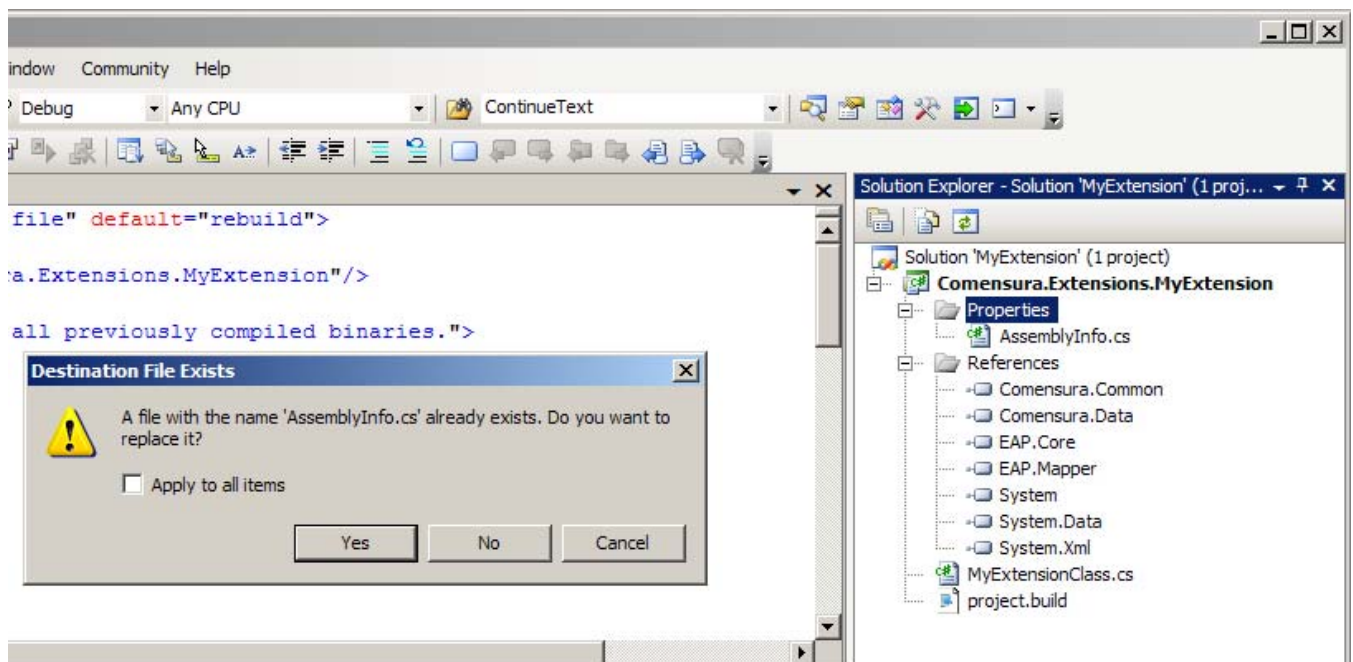 indow Community Help
Debug Any CPU ContinueText
file" default="rebuild">
ra.Extensions.MyExtension"/>
all previously compiled binaries.">
Destination File Exists
A file with the name 'AssemblyInfo.cs' already exists. Do you want to
replace it?
Apply to all items
Yes No Cancel
Solution Explorer - Solution 'MyExtension' (1 proj...
Solution 'MyExtension' (1 project)
Comensura.Extensions.MyExtension
Properties
AssemblyInfo.cs
References
Comensura.Common
Comensura.Data
EAP.Core
EAP.Mapper
System
System.Data
System.Xml
MyExtensionClass.cs
project.build